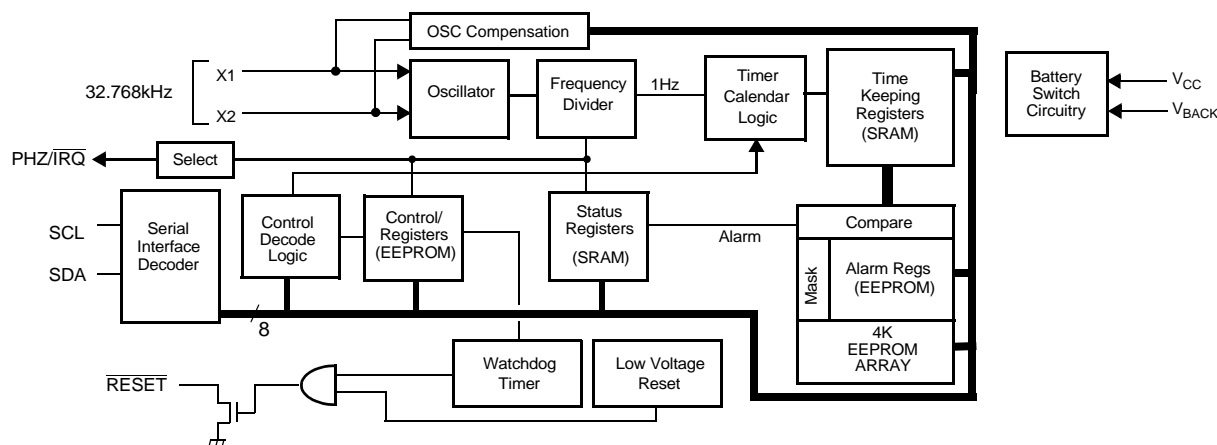 OSC Compensation
32.768kHz
X1
X2
Oscillator
Frequency
Divider
1Hz
Timer
Calendar
Logic
Time
Keeping
Registers
(SRAM)
Battery
Switch
Circuitry
VCC
VBACK
PHZ/IRQ
Select
SCL
SDA
Serial
Interface
Decoder
Control
Decode
Logic
Control/
Registers
(EEPROM)
Status
Registers
(SRAM)
Alarm
Compare
Mask
Alarm Regs
(EEPROM)
4K
EEPROM
ARRAY
8
RESET
Watchdog
Timer
Low Voltage
Reset